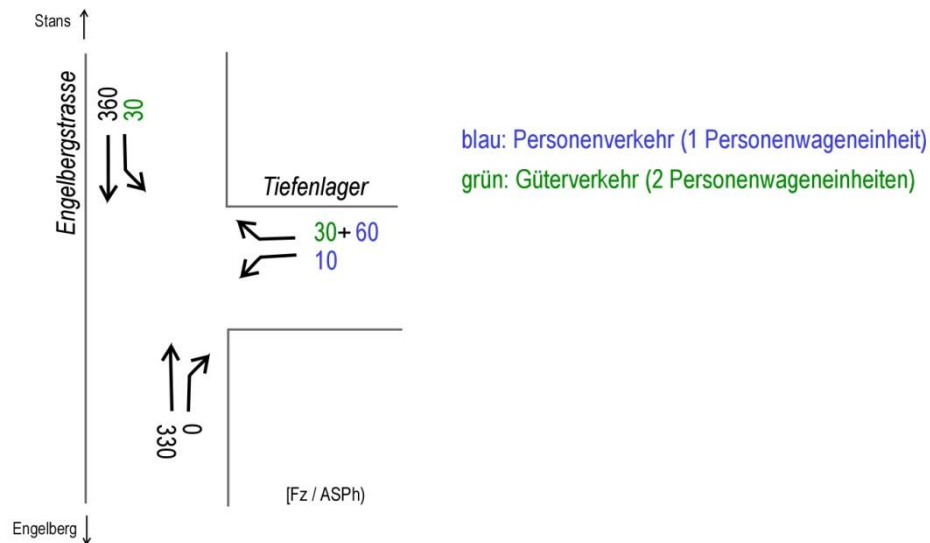 Stans
Engelbergstrasse
360
30
blau: Personenverkehr (1 Personenwageneinheit)
grün: Güterverkehr (2 Personenwageneinheiten)
Tiefenlager
30+ 60
10
330
0
[Fz / ASPh)
Engelberg